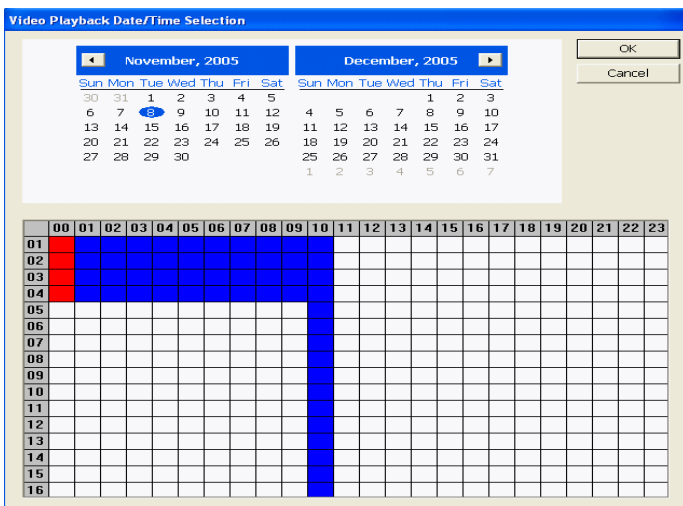 Video Playback Date/Time Selection
November, 2005 December, 2005 OK
Cancel
Sun Mon Tue Wed Thu Fri Sat Sun Mon Tue Wed Thu Fri Sat
30 31 1 2 3 4 5 1 2 3
6 7 8 9 10 11 12 4 5 6 7 8 9 10
13 14 15 16 17 18 19 11 12 13 14 15 16 17
20 21 22 23 24 25 26 18 19 20 21 22 23 24
27 28 29 30 25 26 27 28 29 30 31
1 2 3 4 5 6 7
00 01 02 03 04 05 06 07 08 09 10 11 12 13 14 15 16 17 18 19 20 21 22 23
01
02
03
04
05
06
07
08
09
10
11
12
13
14
15
16